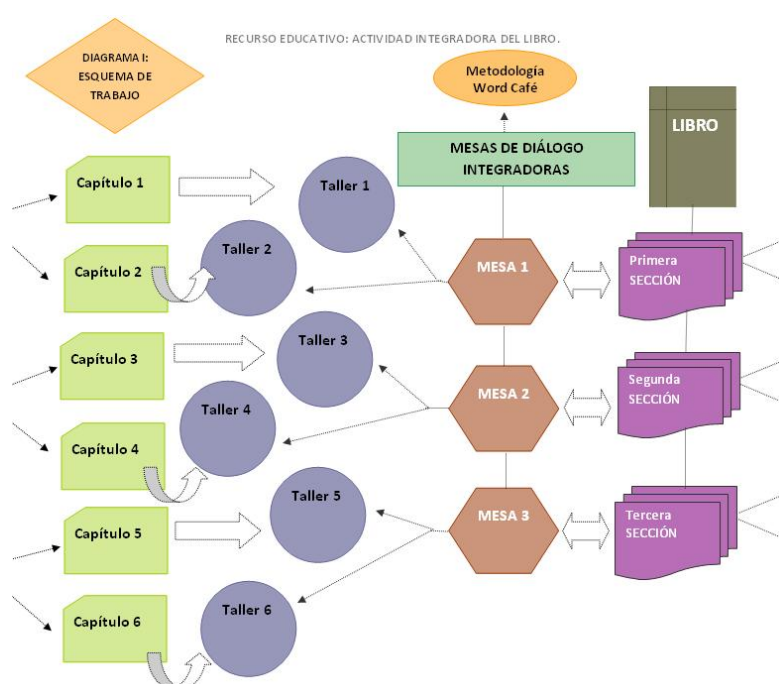 RECURSO EDUCATIVO: ACTIVIDAD INTEGRADORA DEL LIBRO.
DIAGRAMA I:
ESQUEMA DE
TRABAJO
Metodología
Word Café
MESAS DE DIÁLOGO
INTEGRADORAS
LIBRO
Capítulo 1
Taller 1
Capítulo 2
Taller 2
MESA 1
Primera
SECCIÓN
Capítulo 3
Taller 3
MESA 2
Segunda
SECCIÓN
Capítulo 4
Taller 4
Capítulo 5
Taller 5
MESA 3
Tercera
SECCIÓN
Capítulo 6
Taller 6